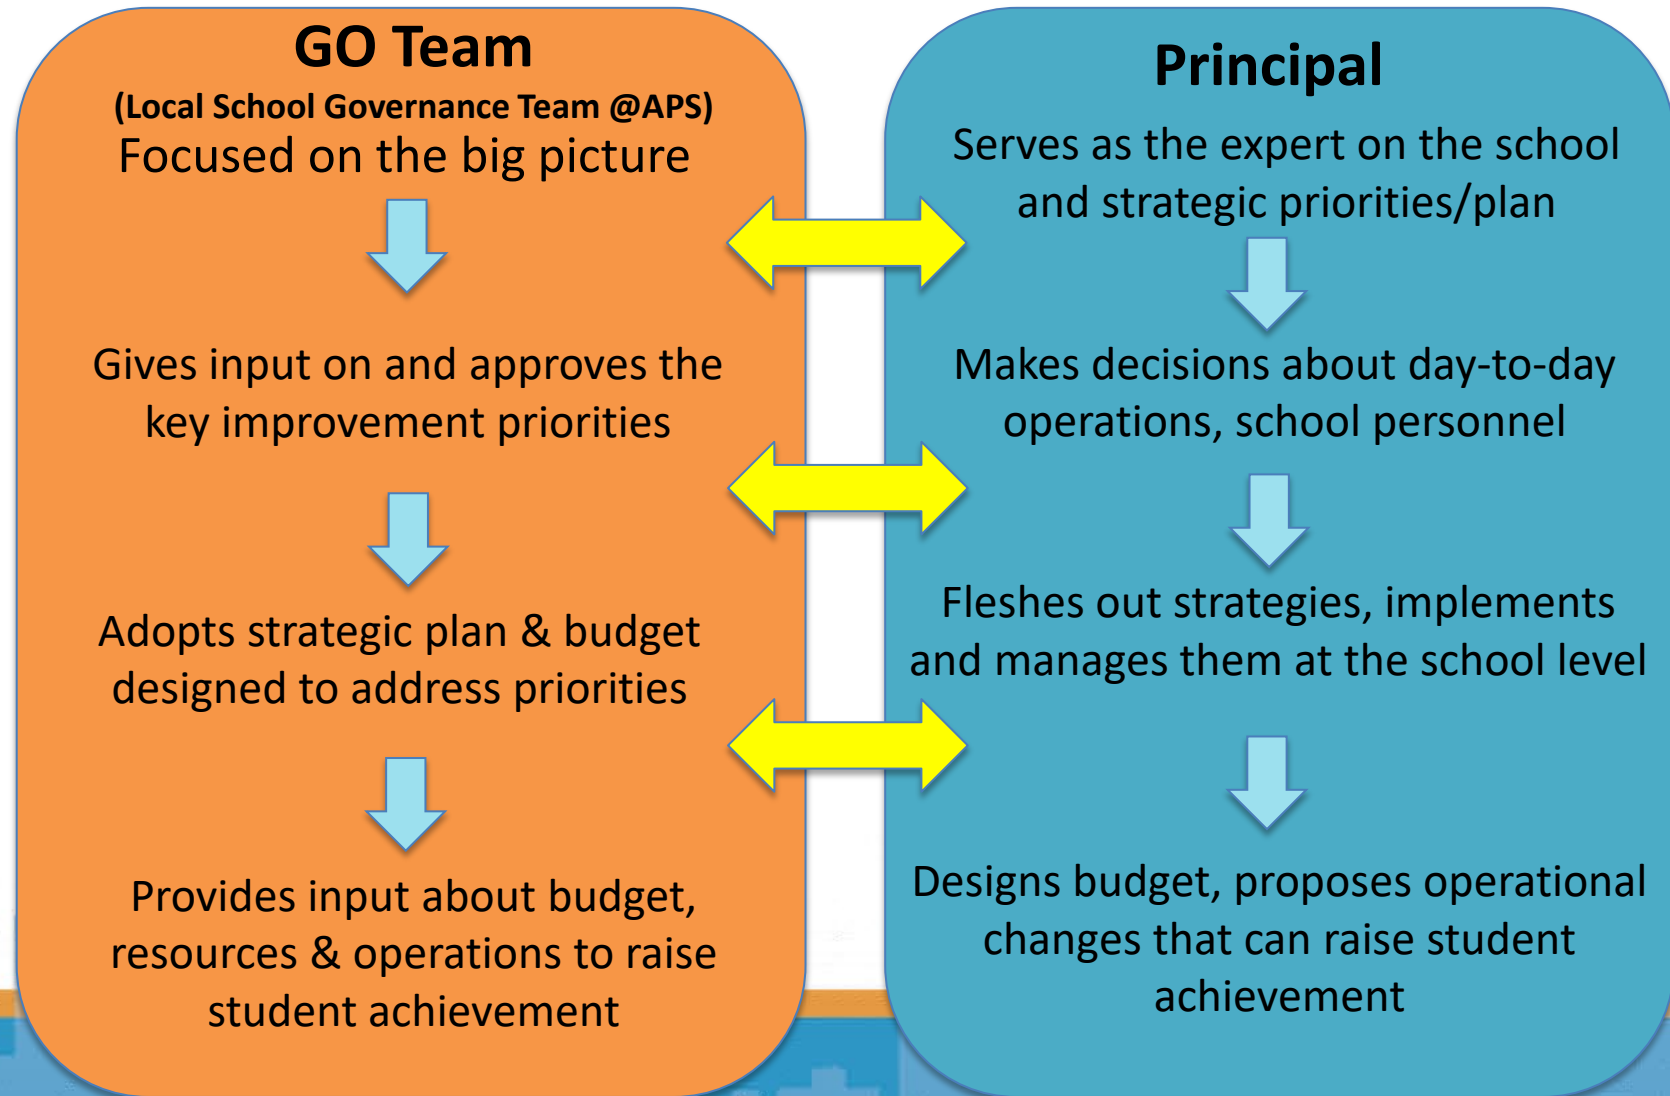 GO Team
(Local School Governance Team @APS)
Focused on the big picture
Gives input on and approves the
key improvement priorities
Adopts strategic plan & budget
designed to address priorities
Provides input about budget,
resources & operations to raise
student achievement
Principal
Serves as the expert on the school
and strategic priorities/plan
Makes decisions about day-to-day
operations, school personnel
Fleshes out strategies, implements
and manages them at the school level
Designs budget, proposes operational
changes that can raise student
achievement